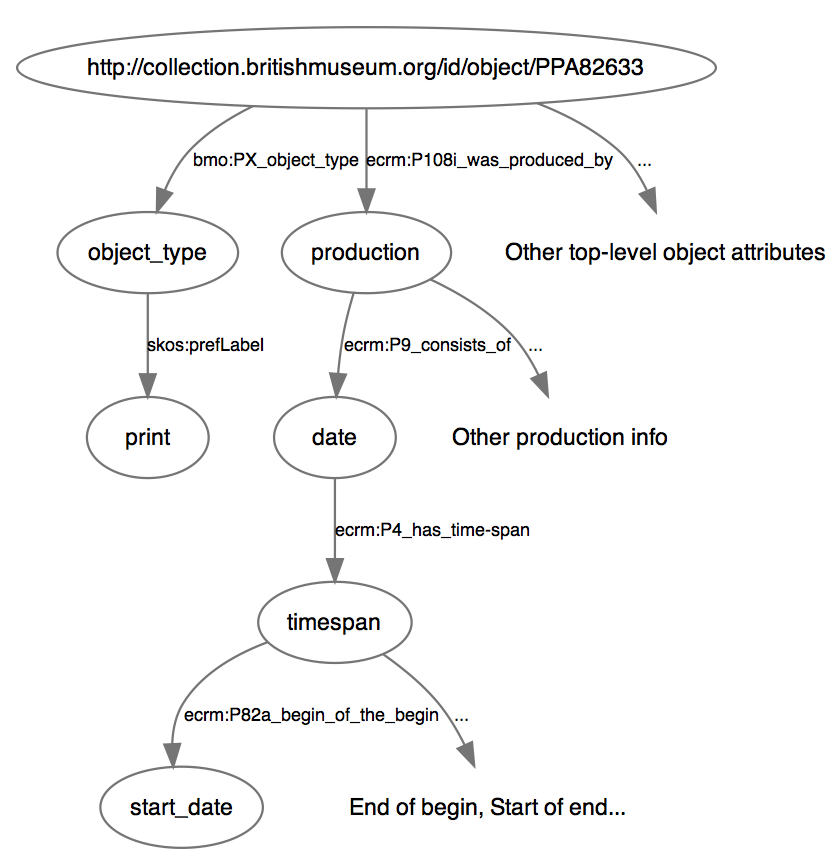 http://collection.britishmuseum.org/id/object/PPA82633
bmo:PX_object_type
ecrm:P108i_was_produced_by
...
object_type
production
Other top-level object attributes
skos:prefLabel
ecrm:P9_consists_of
...
print
date
Other production info
ecrm:P4_has_time-span
timespan
ecrm:P82a_begin_of_the_begin
...
start_date
End of begin, Start of end...